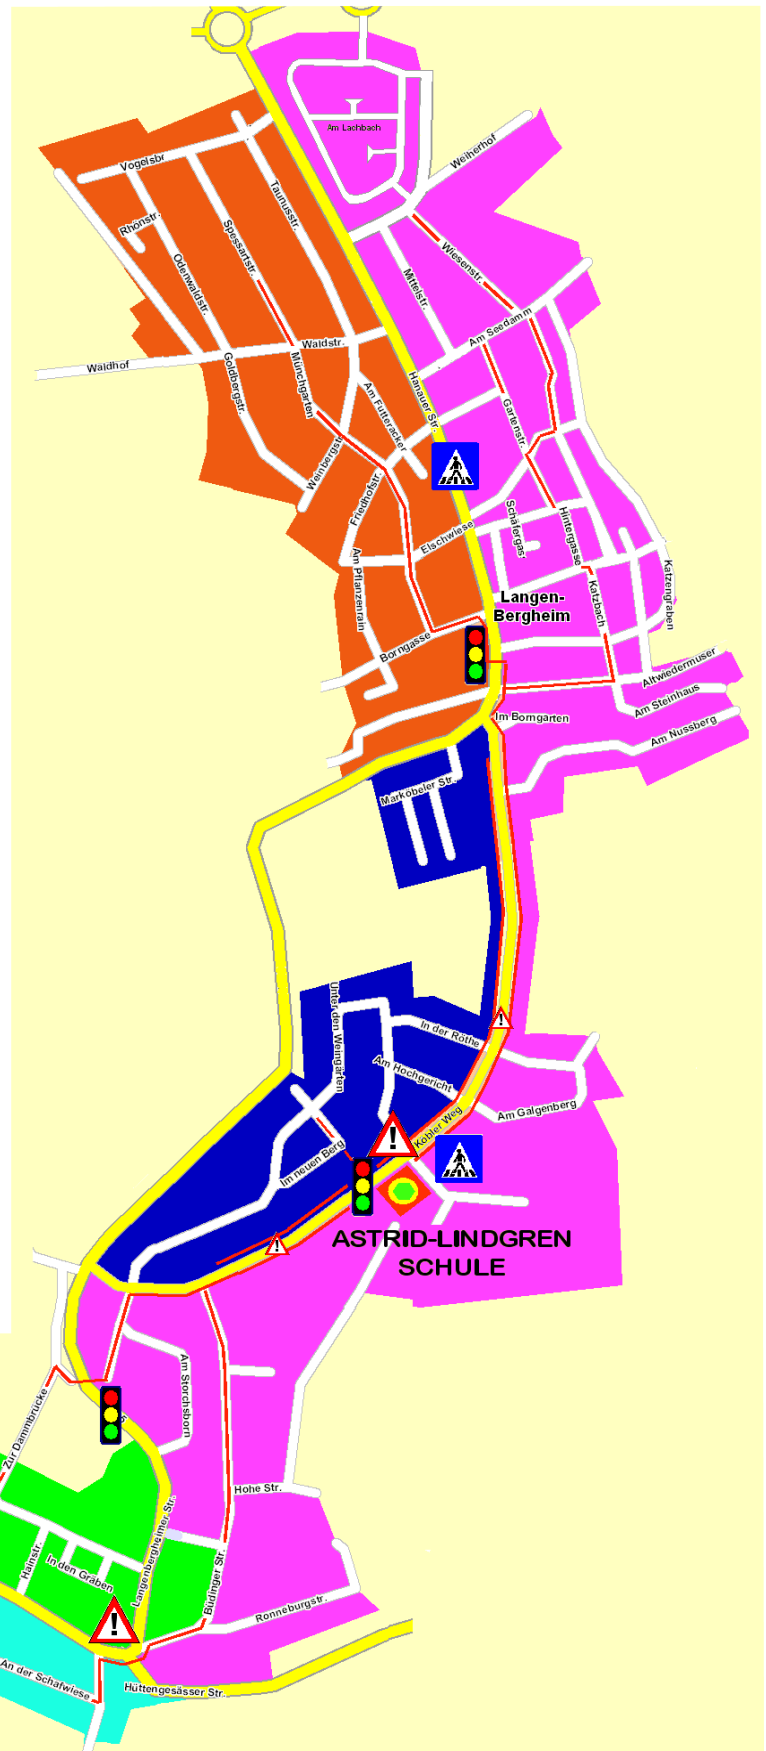 Am Lachbach
Weiherhof
Vogelsbr
Rhönstr.
Taunusstr.
Spessartstr.
Odenwaldstr.
Wiesenstr.
Mittelstr.
Am Seedamm
Waldstr.
Waldhof
Goldbergstr.
Münchgarten
Hanauer Str.
Am Futteracker
Gartenstr.
Weinbergstr
Friedhofstr.
Elschwiese
Schäfergas.
Hintergasse
Am Pflanzenrain
Katzbach
Katzengraben
Langen-
Bergheim
Borngasse
Altwiedermuser
Am Steinhaus
Im Borngarten
Am Nussberg
Marköbeler Str.
Unter den Weingärten
In der Röthe
Am Hochgericht
Am Galgenberg
Köbler Weg
Im neuen Berg
ASTRID-LINDGREN
SCHULE
Am Storchsborn
Zur Dammbrücke
Hohe Str.
Langenbergheimer Str.
Hainstr.
In den Gräben
Büdinger Str.
Ronneburgstr.
An der Schafwiese
Hüttengesässer Str.